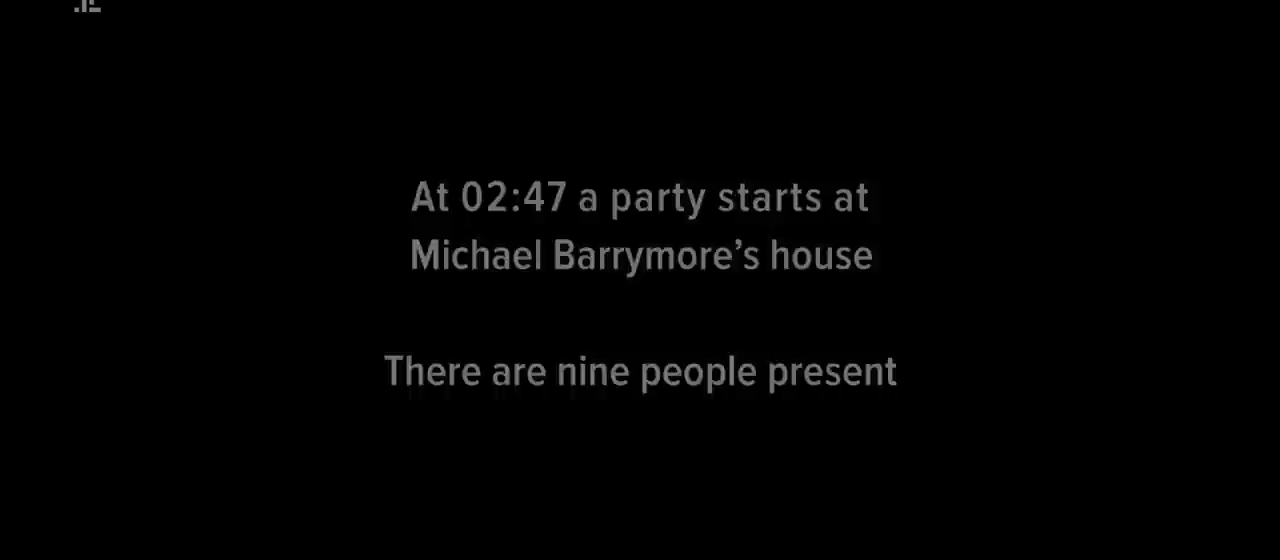 At 02:47 a party starts at
Michael Barrymore’s house
There are nine people present